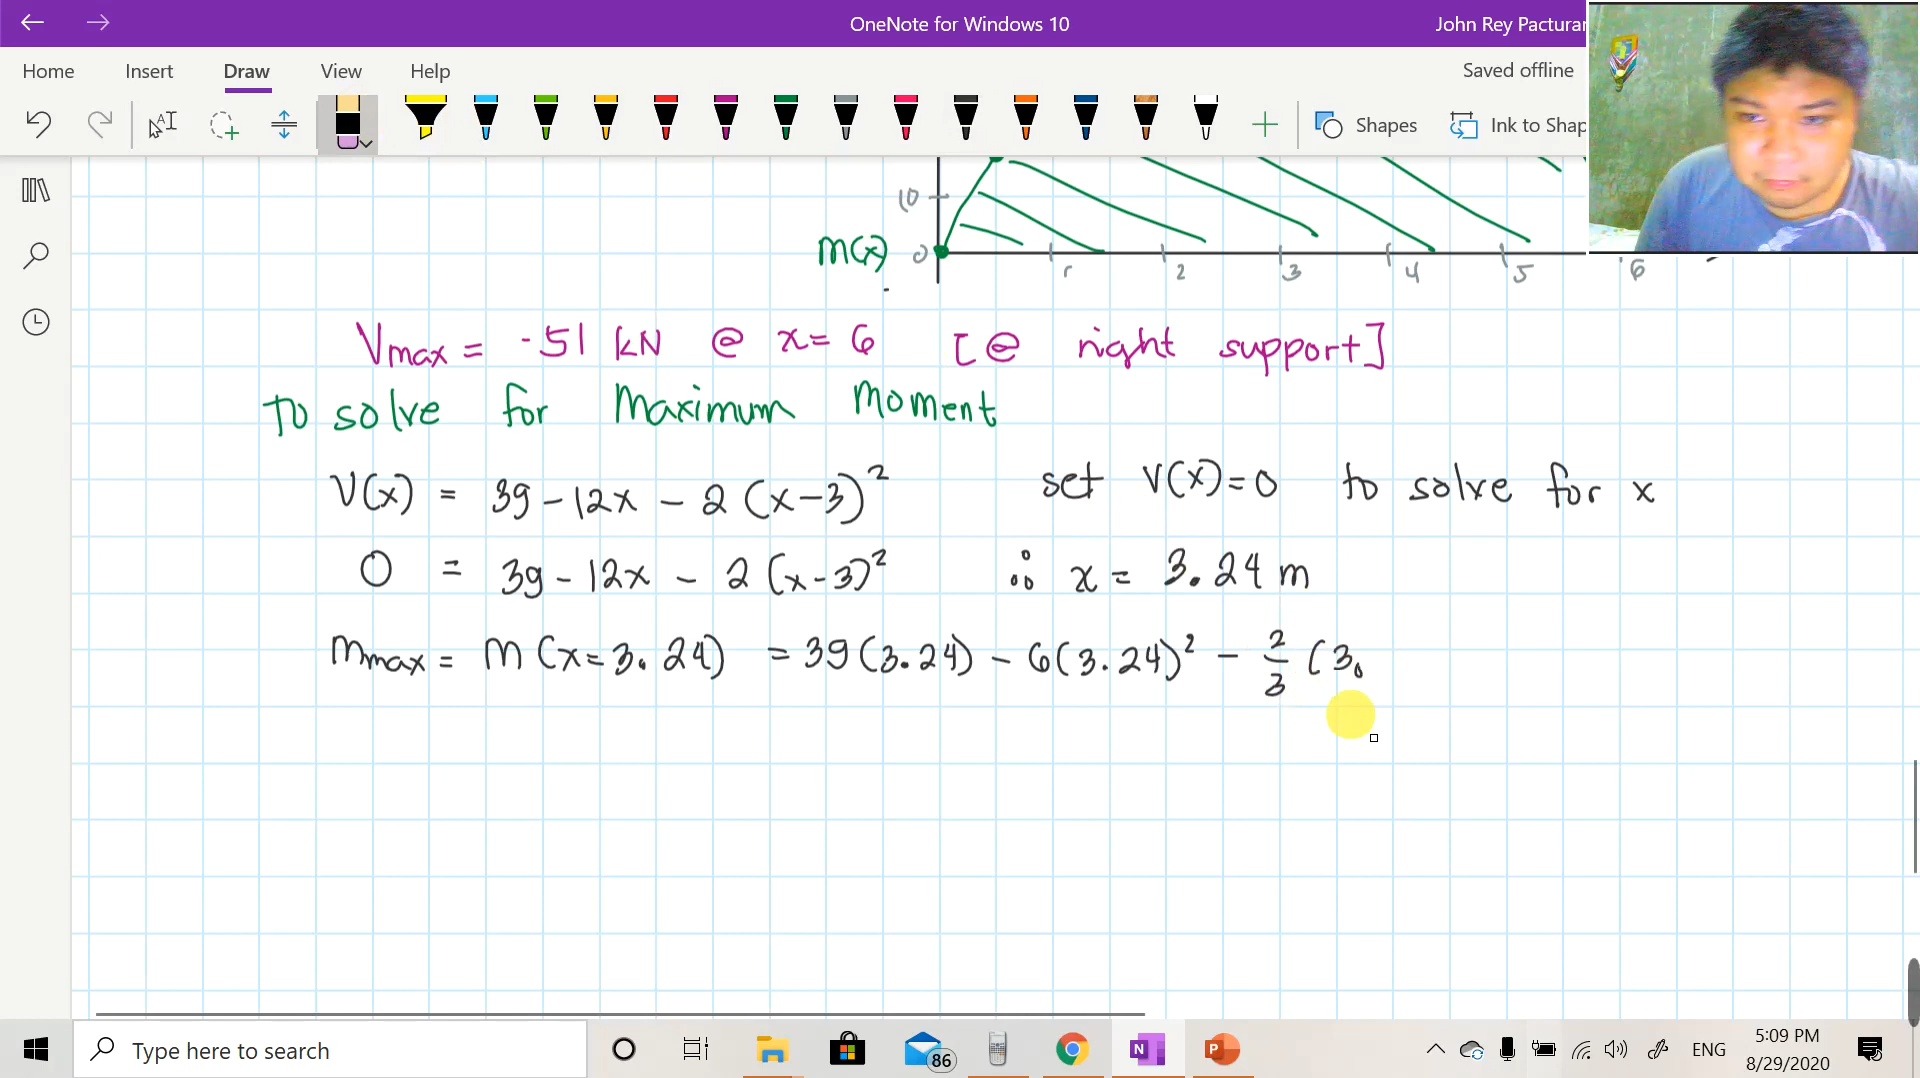 OneNote for Windows 10
John Rey Pactura
Home Insert Draw View Help
Saved offline
Shapes
Ink to Shap
10
M(x) 0
1 2 3 4 5 6
Vmax = -51 kN @ x= 6 [@ right support]
To solve for Maximum Moment
V(x) = 39-12x - 2(x-3)² set V(x)=0 to solve for x
0 = 39-12x - 2(x-3)² ∴ x = 3.24 m
Mmax = M(x=3.24) = 39(3.24) - 6(3.24)² - 2/3 (3.
Type here to search
86
N
P
ENG
5:09 PM
8/29/2020